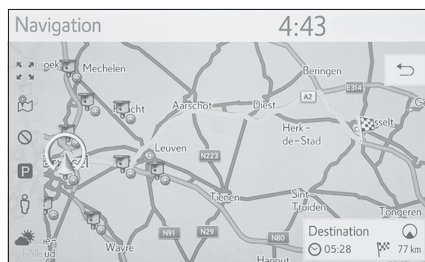 Navigation 4:43
Mechelen
Beringen
E314
A2
Aarschot
Diest
Herk-
de-Stad
Leuven
N223
Tienen
Sint-
Truiden
Tongeren
P
Destination
05:28 77 km
N91 N29 N80
Wavre